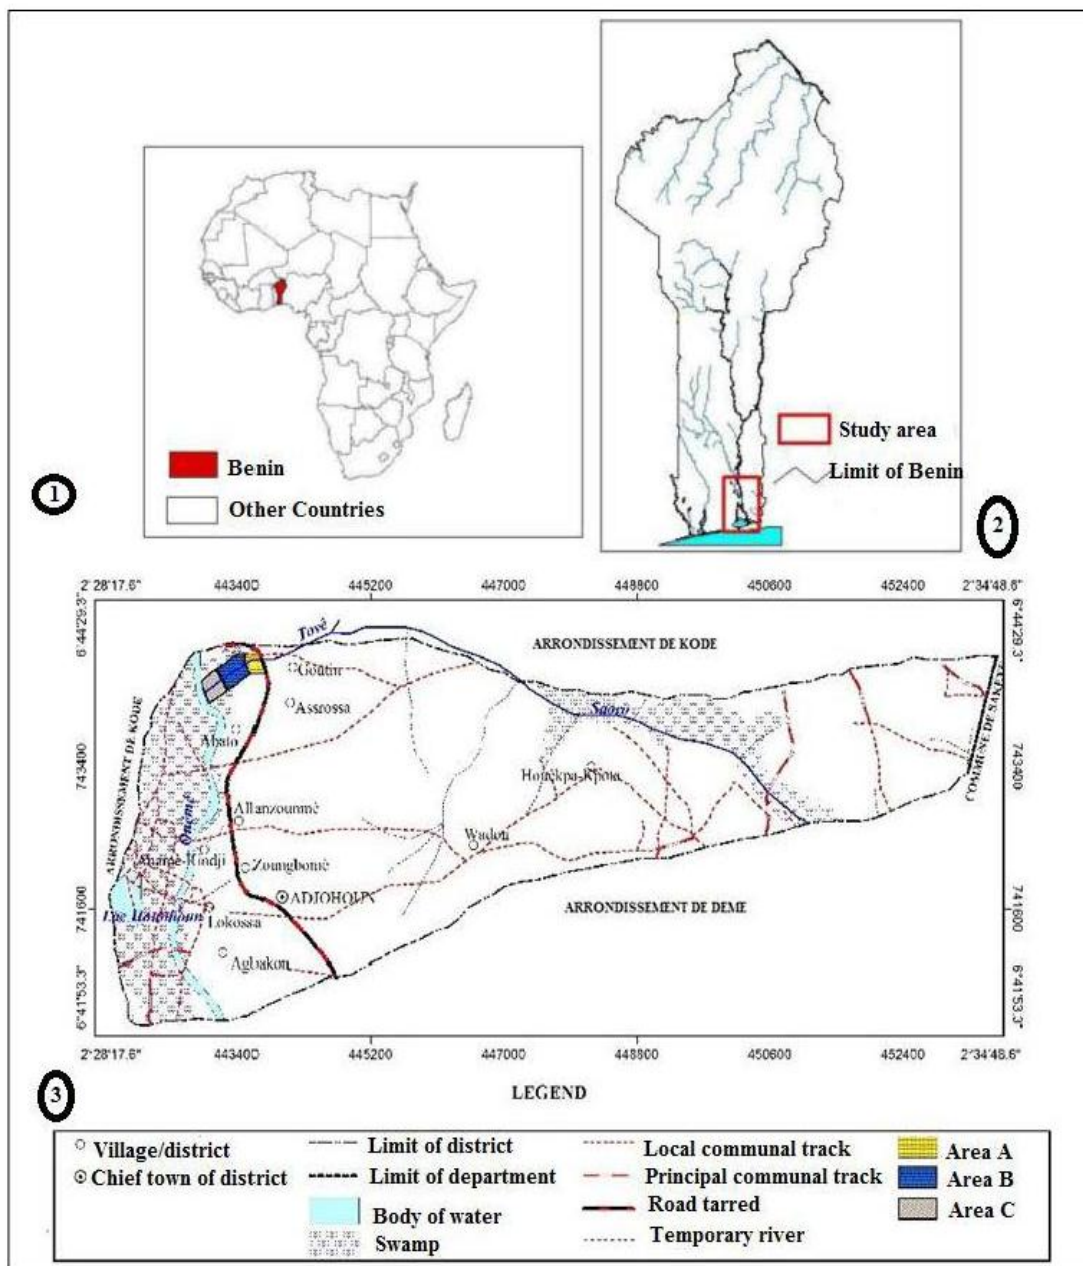 Benin
Other Countries
1
Study area
Limit of Benin
2
2°28'17.6"
443400
445200
447000
448800
450600
452400
2°34'48.6"
6°44'29.3"
743400
741600
6°41'53.3"
6°44'29.3"
743400
741600
6°41'53.3"
ARRONDISSEMENT DE KODE
ARRONDISSEMENT DE KODE
COMMUNE DE SAKETE
ARRONDISSEMENT DE DEME
Tovè
Goutin
Assrossa
Abato
Ouémé
Allanzounmè
Zoungbomè
ADJOHOUN
Lokossa
Agbakon
Wadon
2°28'17.6"
443400
445200
447000
448800
450600
452400
2°34'48.6"
3
LEGEND
Village/district
Chief town of district
Limit of district
Limit of department
Body of water
Swamp
Local communal track
Principal communal track
Road tarred
Temporary river
Area A
Area B
Area C